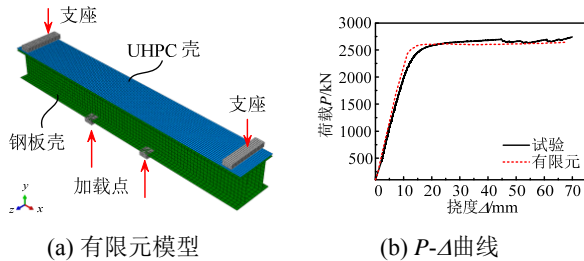 支座
UHPC 壳
支座
钢板壳
加载点
y
z
x
(a) 有限元模型
3000
2500
2000
1500
1000
500
荷载P/kN
试验
有限元
0 10 20 30 40 50 60 70
挠度Δ/mm
(b) P-Δ曲线